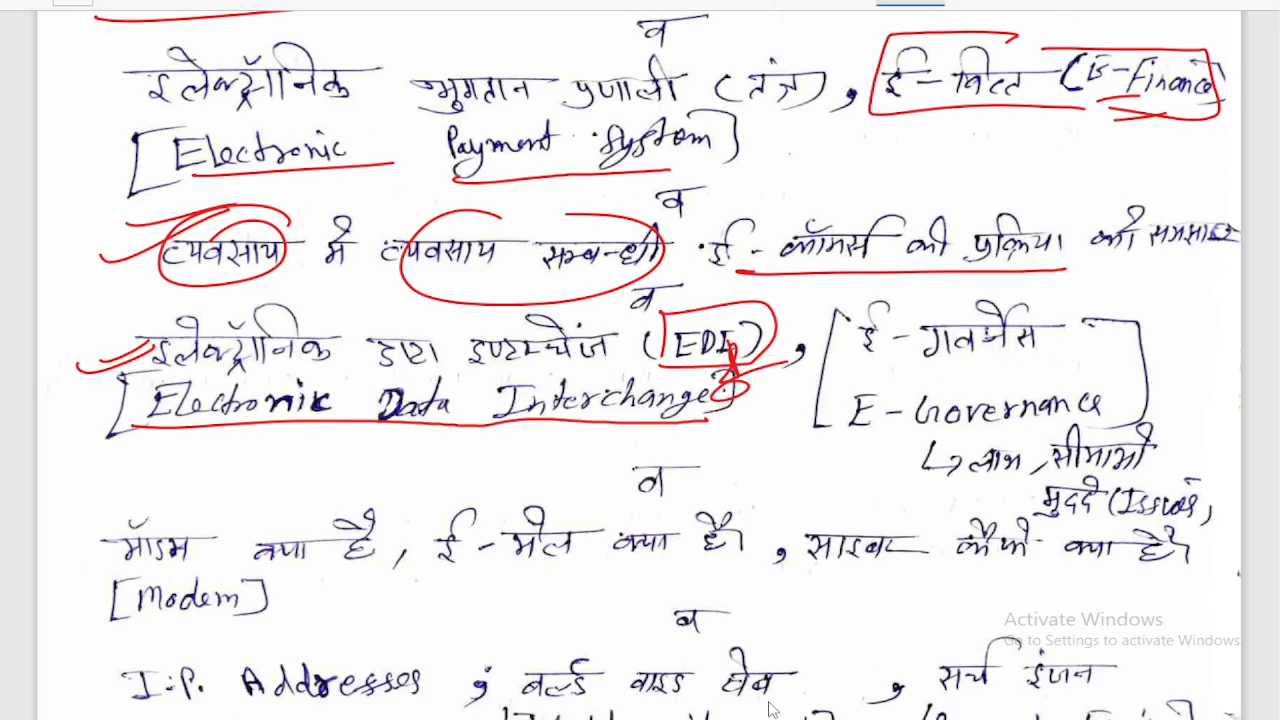 व
इलेक्ट्रॉनिक भुगतान प्रणाली (तंत्र), ई-वित्त (E-Finance)
[Electronic Payment System]
व
व्यवसाय में व्यवसाय सम्बन्धी ई-कॉमर्स की प्रक्रिया को समझाइए
व
इलेक्ट्रॉनिक डाटा इण्टरचेंज (EDI), [ई-गवर्नेंस
[Electronic Data Interchange] E-Governance]
↳ लाभ, सीमाओं
मुद्दे (Issues,
व
मॉडम क्या है, ई-मेल क्या है। , साइबर कैफे क्या है।
[Modem]
Activate Windows
Go to Settings to activate Windows.
व
I.P. Addresses ; वर्ल्ड वाइड वेब , सर्च इंजन